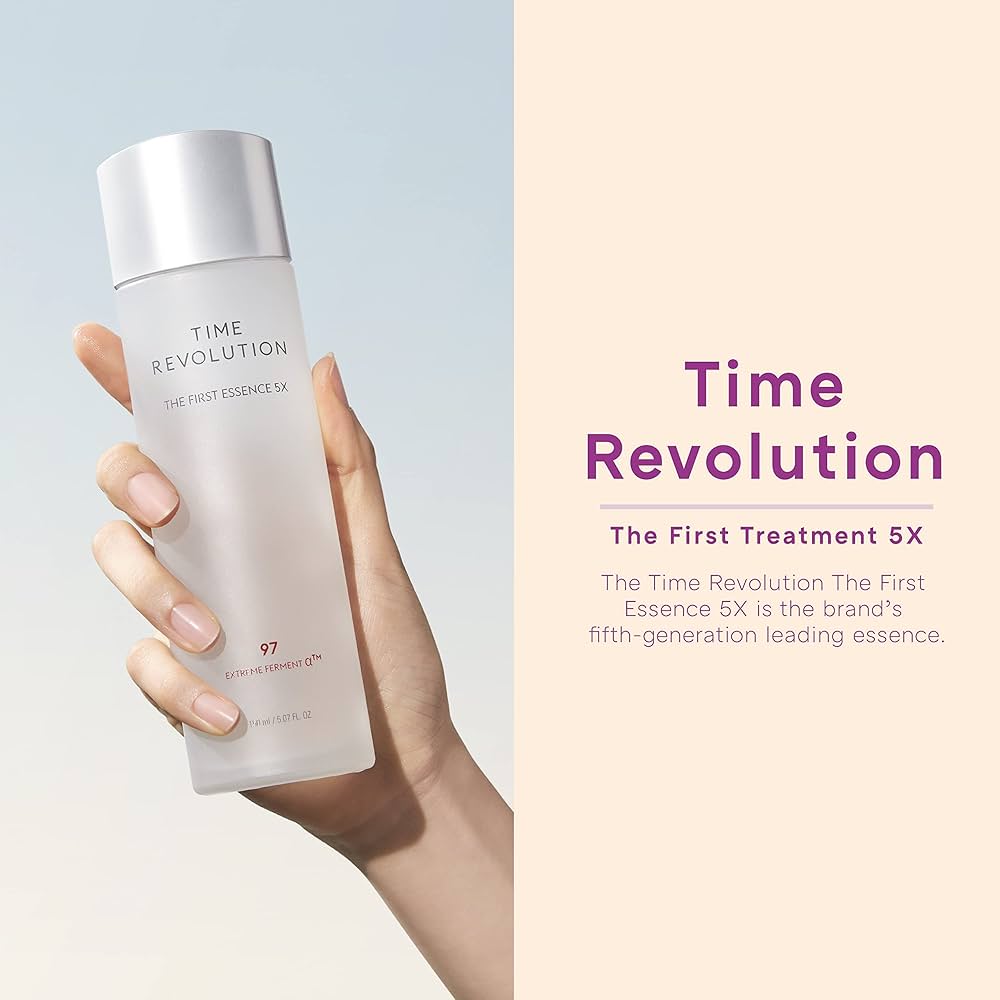 TIME
REVOLUTION
THE FIRST ESSENCE 5X
97
EXTREME FERMENT α™
ml / 5.07 FL. OZ
Time
Revolution
The First Treatment 5X
The Time Revolution The First
Essence 5X is the brand's
fifth-generation leading essence.